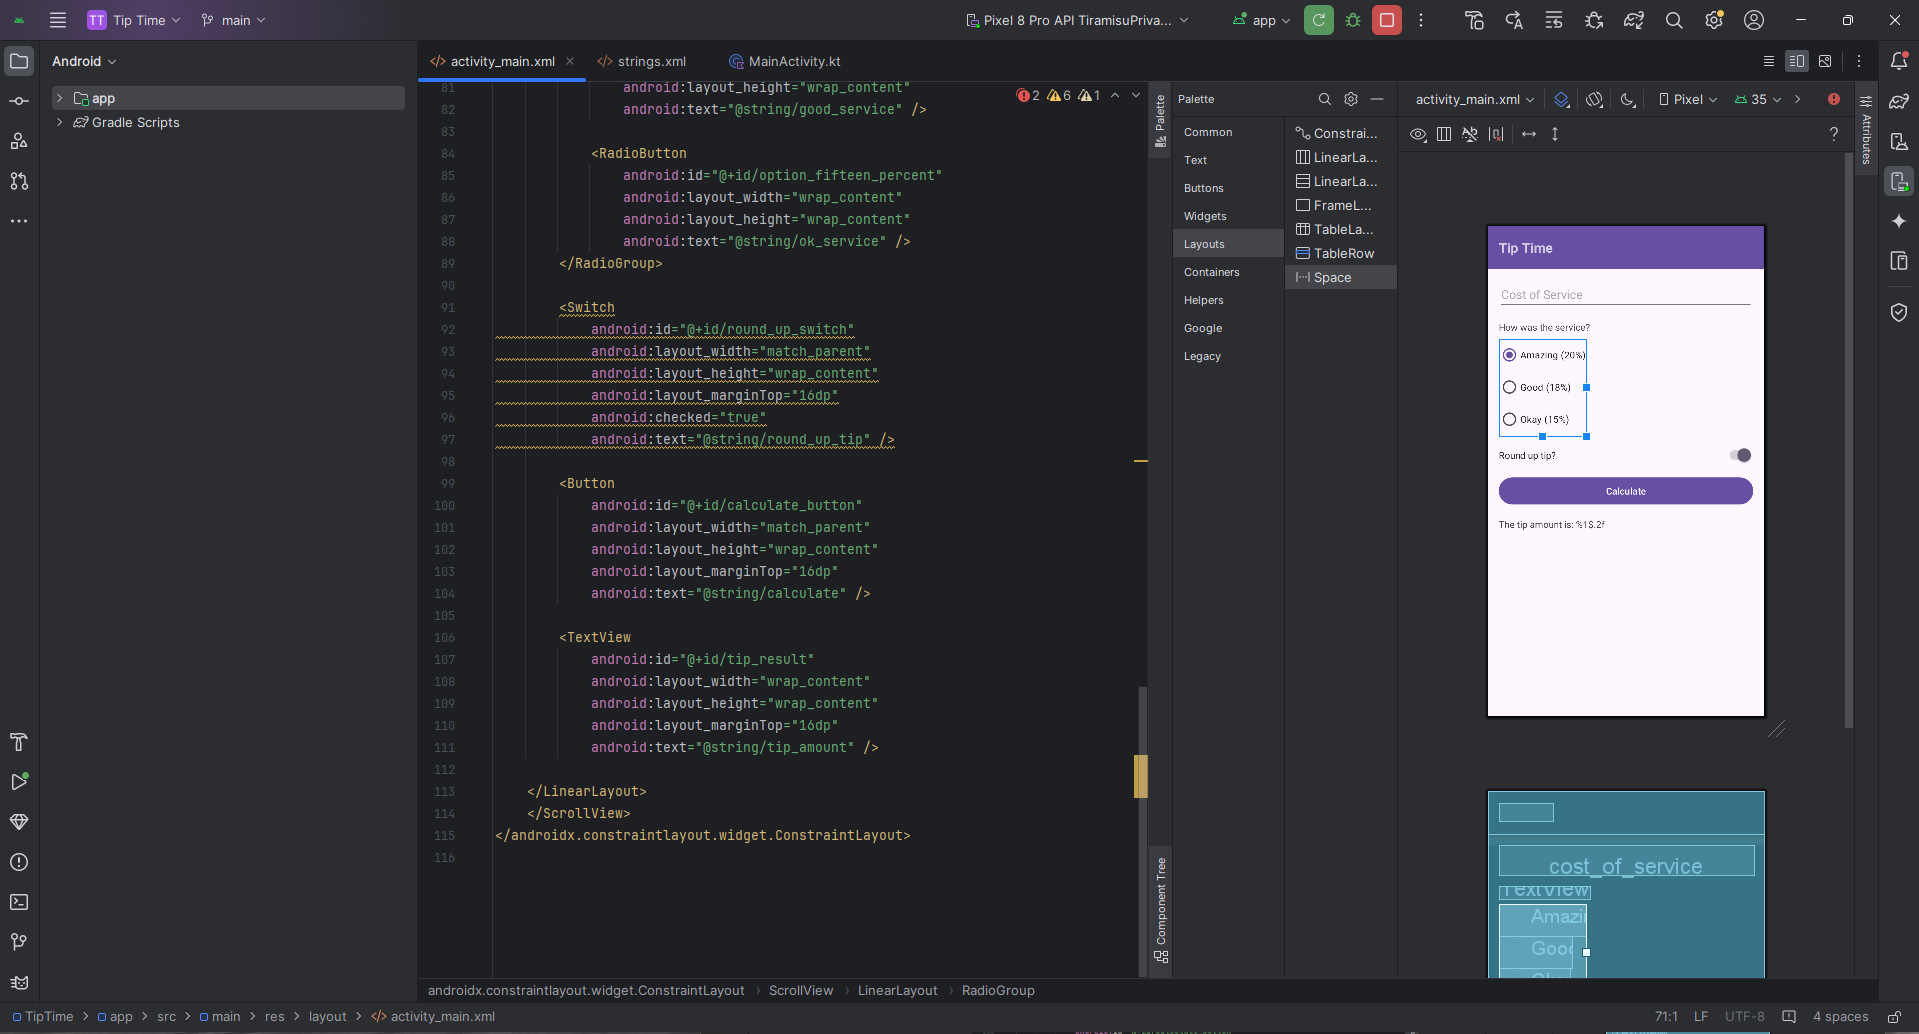 TT Tip Time main Pixel 8 Pro API TiramisuPriva... app
Android
app
Gradle Scripts
activity_main.xml strings.xml MainActivity.kt
2 6 1
81 android:layout_height="wrap_content"
82 android:text="@string/good_service" />
83
84 <RadioButton
85 android:id="@+id/option_fifteen_percent"
86 android:layout_width="wrap_content"
87 android:layout_height="wrap_content"
88 android:text="@string/ok_service" />
89 </RadioGroup>
90
91 <Switch
92 android:id="@+id/round_up_switch"
93 android:layout_width="match_parent"
94 android:layout_height="wrap_content"
95 android:layout_marginTop="16dp"
96 android:checked="true"
97 android:text="@string/round_up_tip" />
98
99 <Button
100 android:id="@+id/calculate_button"
101 android:layout_width="match_parent"
102 android:layout_height="wrap_content"
103 android:layout_marginTop="16dp"
104 android:text="@string/calculate" />
105
106 <TextView
107 android:id="@+id/tip_result"
108 android:layout_width="wrap_content"
109 android:layout_height="wrap_content"
110 android:layout_marginTop="16dp"
111 android:text="@string/tip_amount" />
112
113 </LinearLayout>
114 </ScrollView>
115 </androidx.constraintlayout.widget.ConstraintLayout>
116
Palette
Component Tree
Palette
Common
Text
Buttons
Widgets
Layouts
Containers
Helpers
Google
Legacy
Constrai...
LinearLa...
LinearLa...
FrameL...
TableLa...
TableRow
Space
activity_main.xml Pixel 35
?
Attributes
Tip Time
Cost of Service
How was the service?
Amazing (20%)
Good (18%)
Okay (15%)
Round up tip?
Calculate
The tip amount is: %1$.2f
cost_of_service
TextView
Amazi
Good
androidx.constraintlayout.widget.ConstraintLayout ScrollView LinearLayout RadioGroup
TipTime app src main res layout activity_main.xml
71:1 LF UTF-8 4 spaces